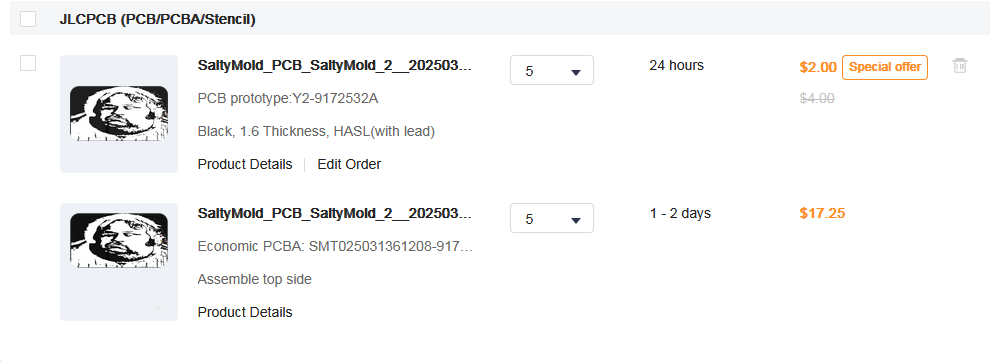 JLCPCB (PCB/PCBA/Stencil)
SaltyMold_PCB_SaltyMold_2__202503...
5
24 hours
$2.00 Special offer
$4.00
PCB prototype:Y2-9172532A
Black, 1.6 Thickness, HASL(with lead)
Product Details Edit Order
SaltyMold_PCB_SaltyMold_2__202503...
5
1 - 2 days
$17.25
Economic PCBA: SMT025031361208-917...
Assemble top side
Product Details